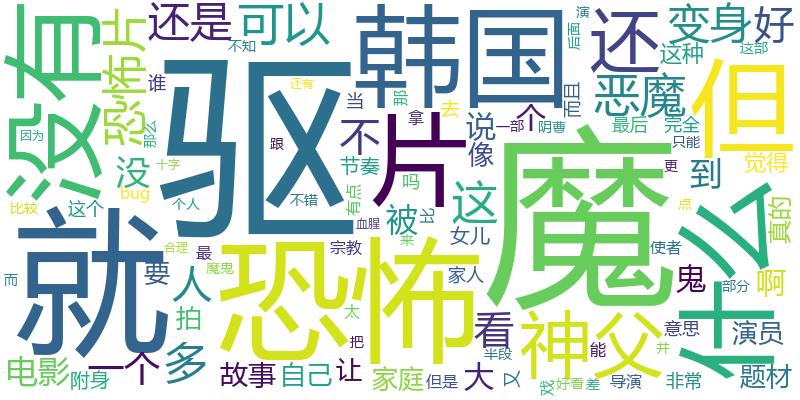 没有
恐怖片
还是
不知
可以
韩国
还
演
后面
变身
好
这种
这部
谁
驱
还有
恶魔
而且
但
因为
那么
十字
没
节奏
不
当
那
拿
去
个
一部
阴曹
说
像
最后
完全
只能
觉得
跟
片
魔
更
到
比较
这个
bug
个人
不错
有点
吗
被
比
这
血腥
来
女儿
什么
真的
点
就
而
要
合理
最
魔鬼
人
拍
恐怖
宗教
家人
太
把
看
神父
使者
鬼
部分
啊
能
意思
井
演员
电影
附身
一个
多
故事
自己
让
家庭
但是
大
半段
又
戏
好看
差
导演
非常
题材